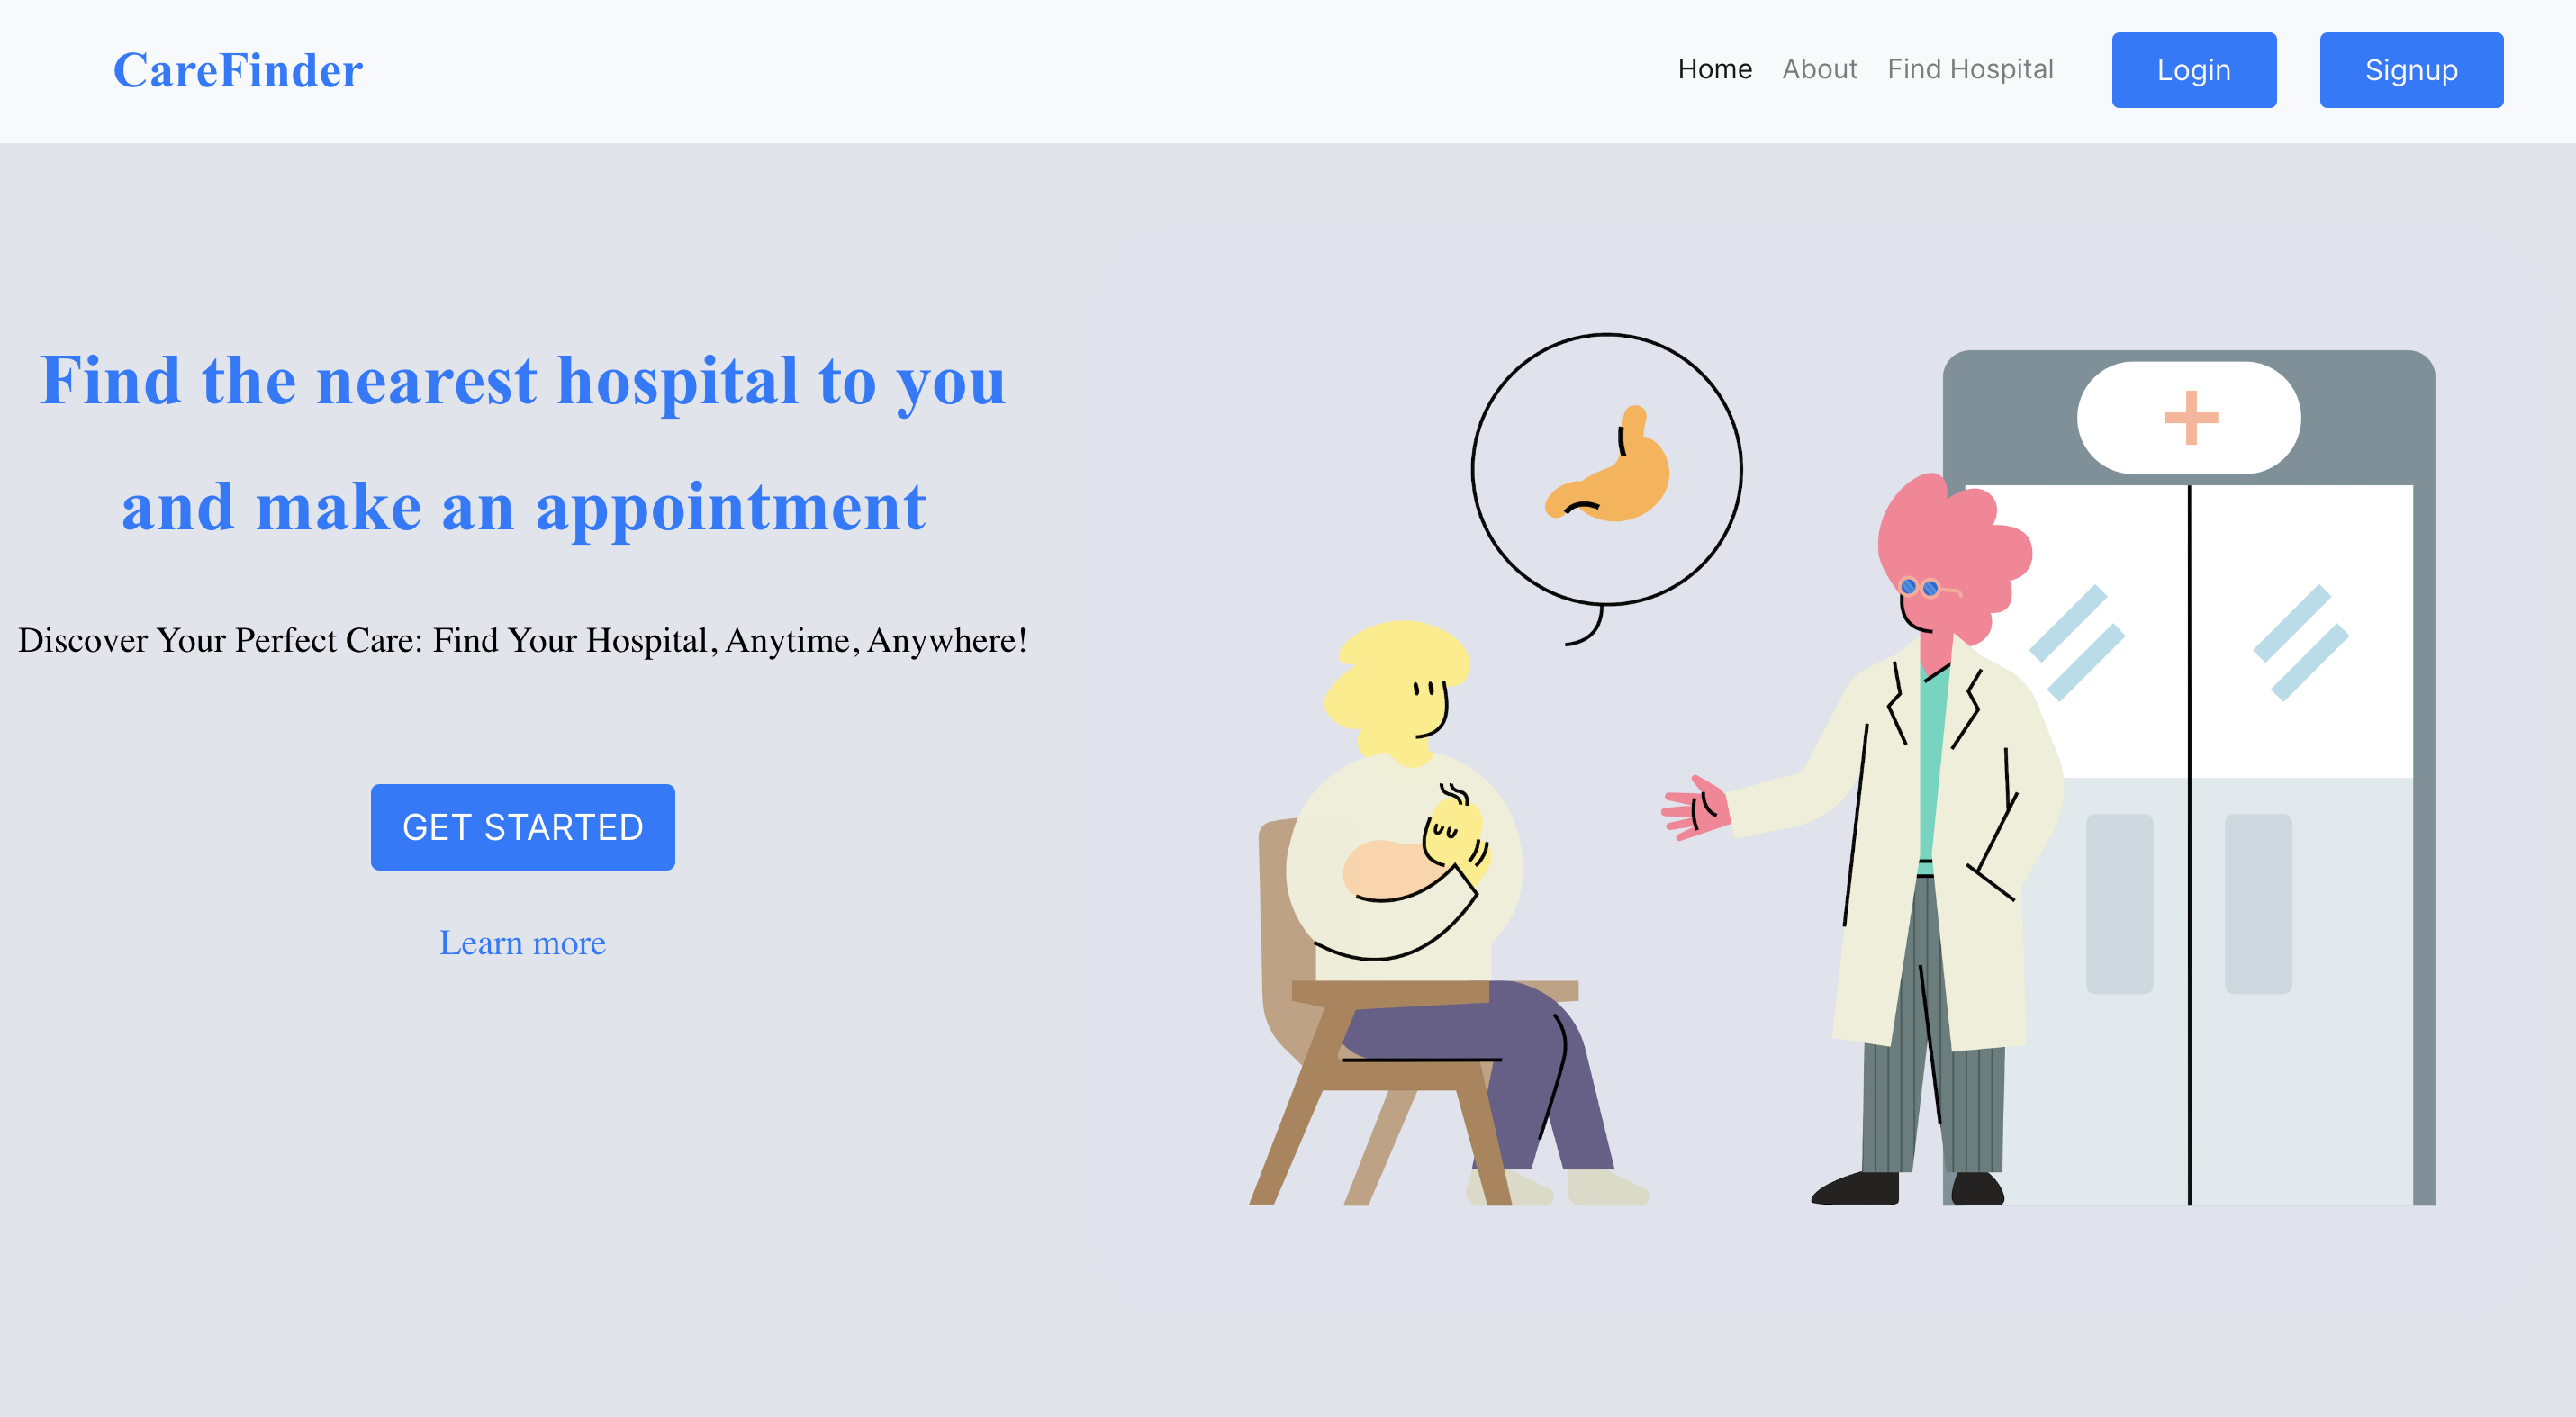 CareFinder
Home About Find Hospital Login Signup
Find the nearest hospital to you
and make an appointment
Discover Your Perfect Care: Find Your Hospital, Anytime, Anywhere!
GET STARTED
Learn more